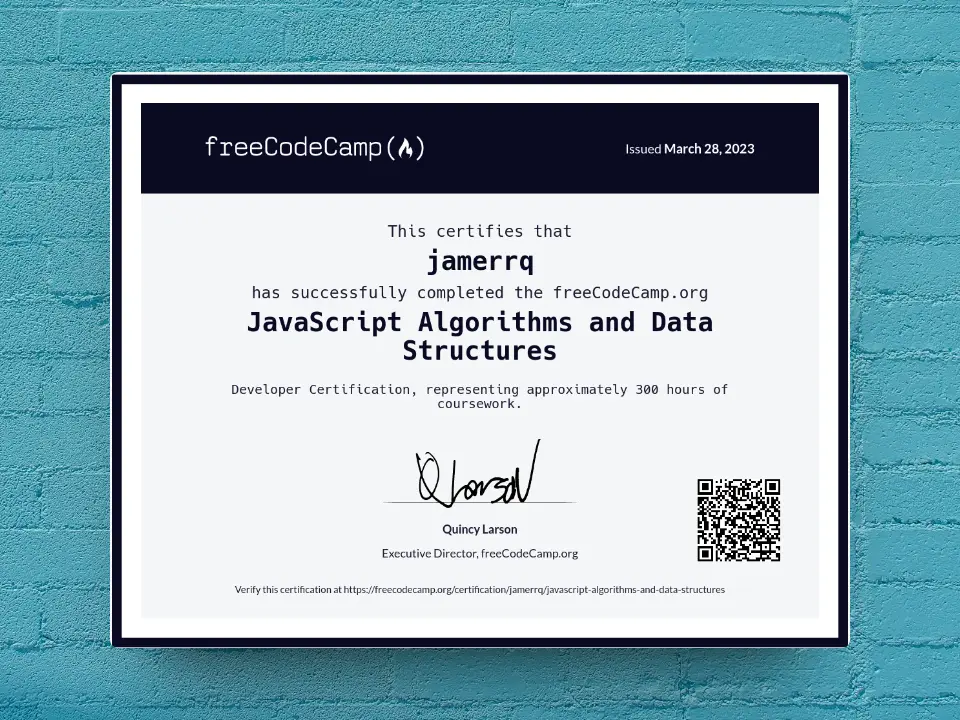 freeCodeCamp
Issued March 28, 2023
This certifies that
jamerrq
has successfully completed the freeCodeCamp.org
JavaScript Algorithms and Data
Structures
Developer Certification, representing approximately 300 hours of
coursework.
Q Larson
Quincy Larson
Executive Director, freeCodeCamp.org
Verify this certification at https://freecodecamp.org/certification/jamerrq/javascript-algorithms-and-data-structures